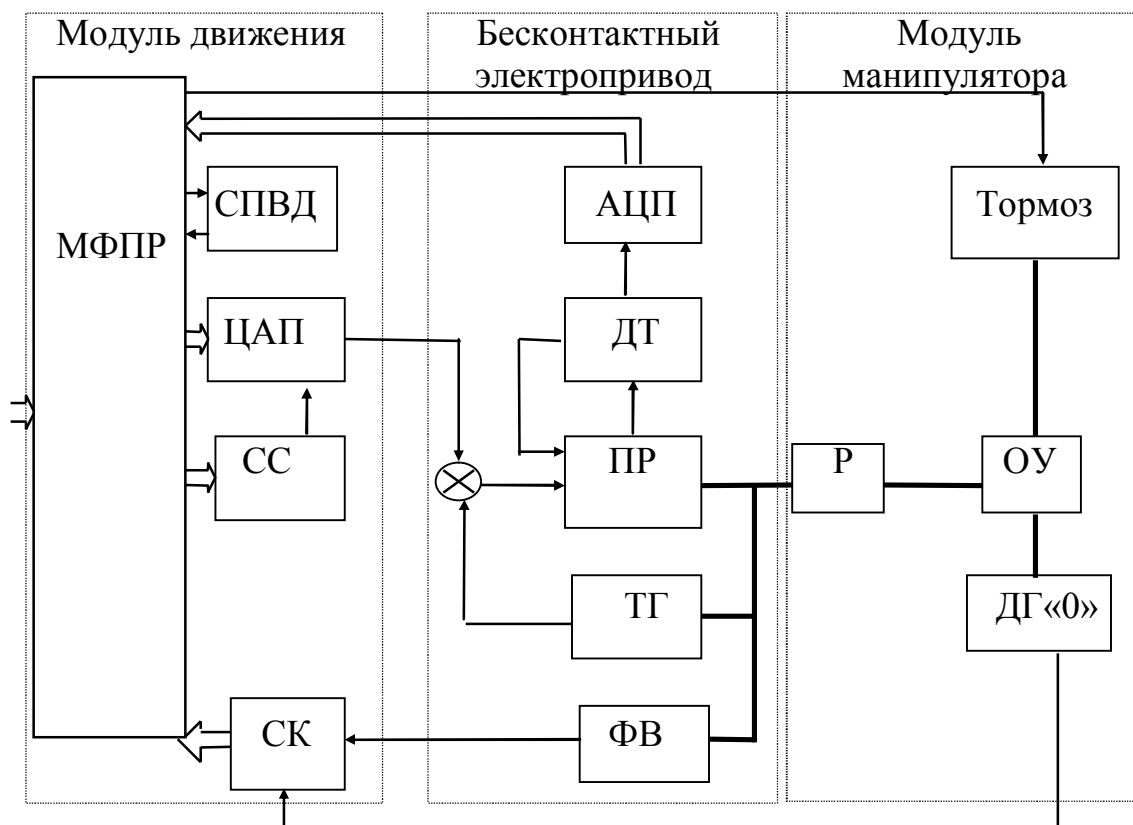 Модуль движения
Бесконтактный
электропривод
Модуль
манипулятора
МФПР
СПВД
АЦП
Тормоз
ЦАП
ДТ
СС
ПР
Р
ОУ
ТГ
ДГ«0»
СК
ФВ